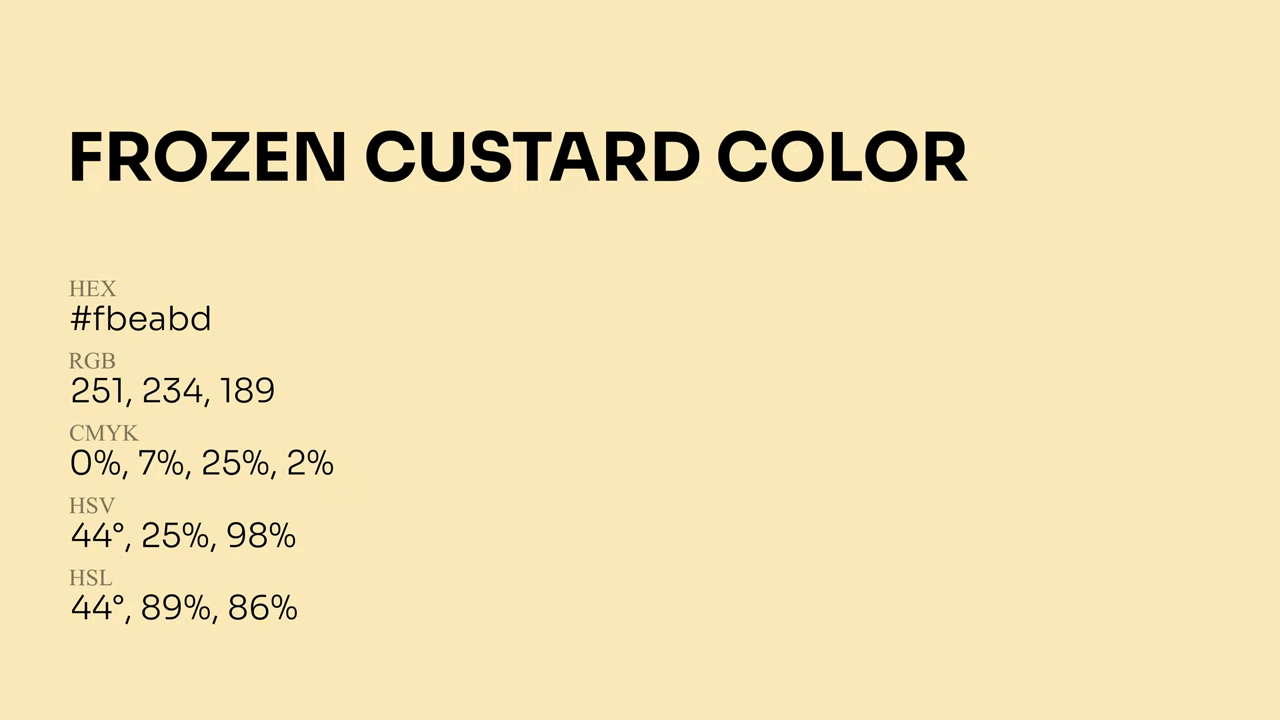 FROZEN CUSTARD COLOR
HEX
#fbeabd
RGB
251, 234, 189
CMYK
0%, 7%, 25%, 2%
HSV
44°, 25%, 98%
HSL
44°, 89%, 86%